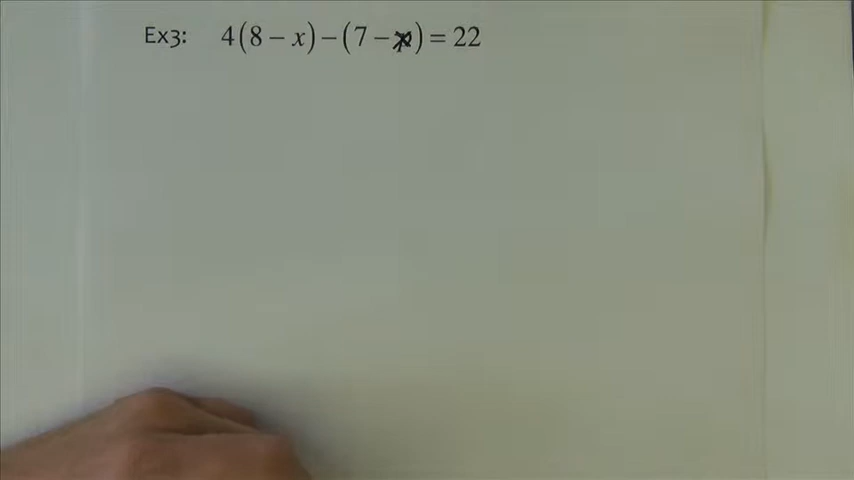 Ex3: 4(8 − x) − (7 − x) = 22